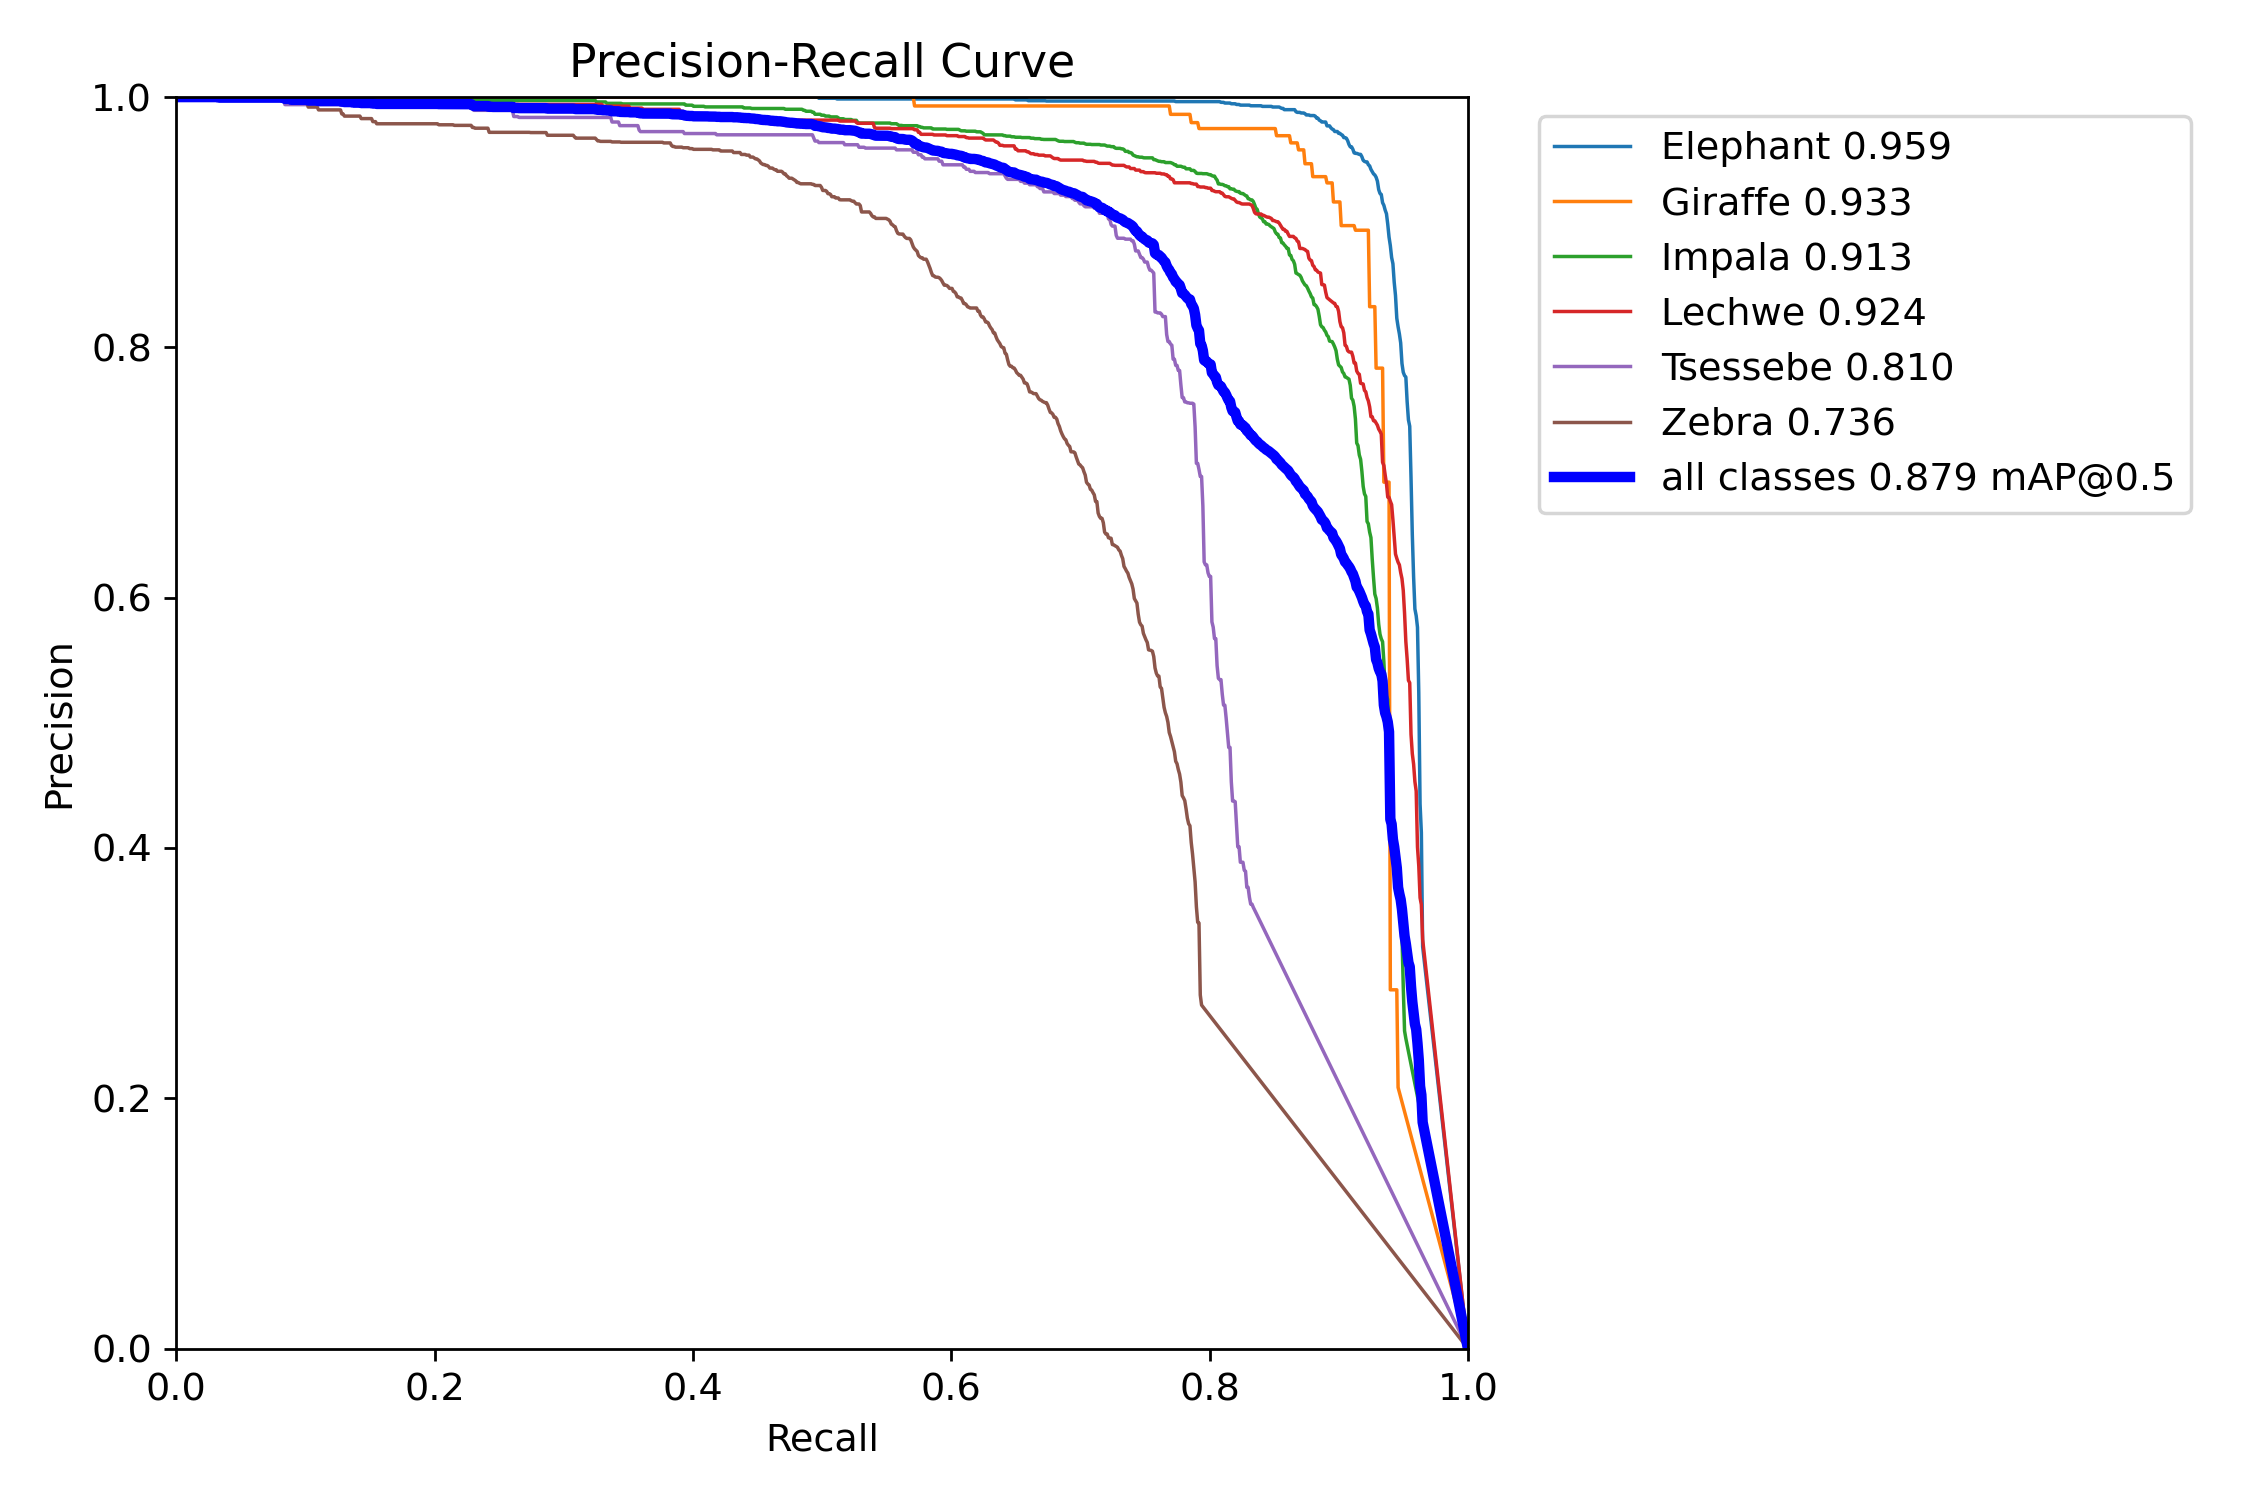 Precision-Recall Curve
1.0
0.8
0.6
0.4
0.2
0.0
Precision
0.0 0.2 0.4 0.6 0.8 1.0
Recall
Elephant 0.959
Giraffe 0.933
Impala 0.913
Lechwe 0.924
Tsessebe 0.810
Zebra 0.736
all classes 0.879 mAP@0.5